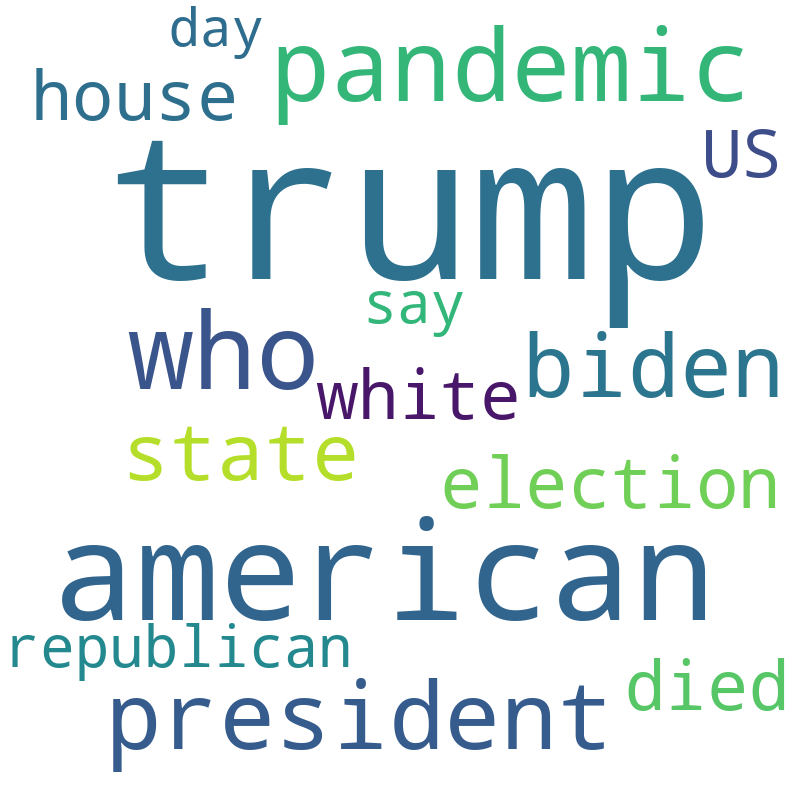 day
pandemic
house
US
trump
say
who
biden
white
state
election
american
republican
died
president